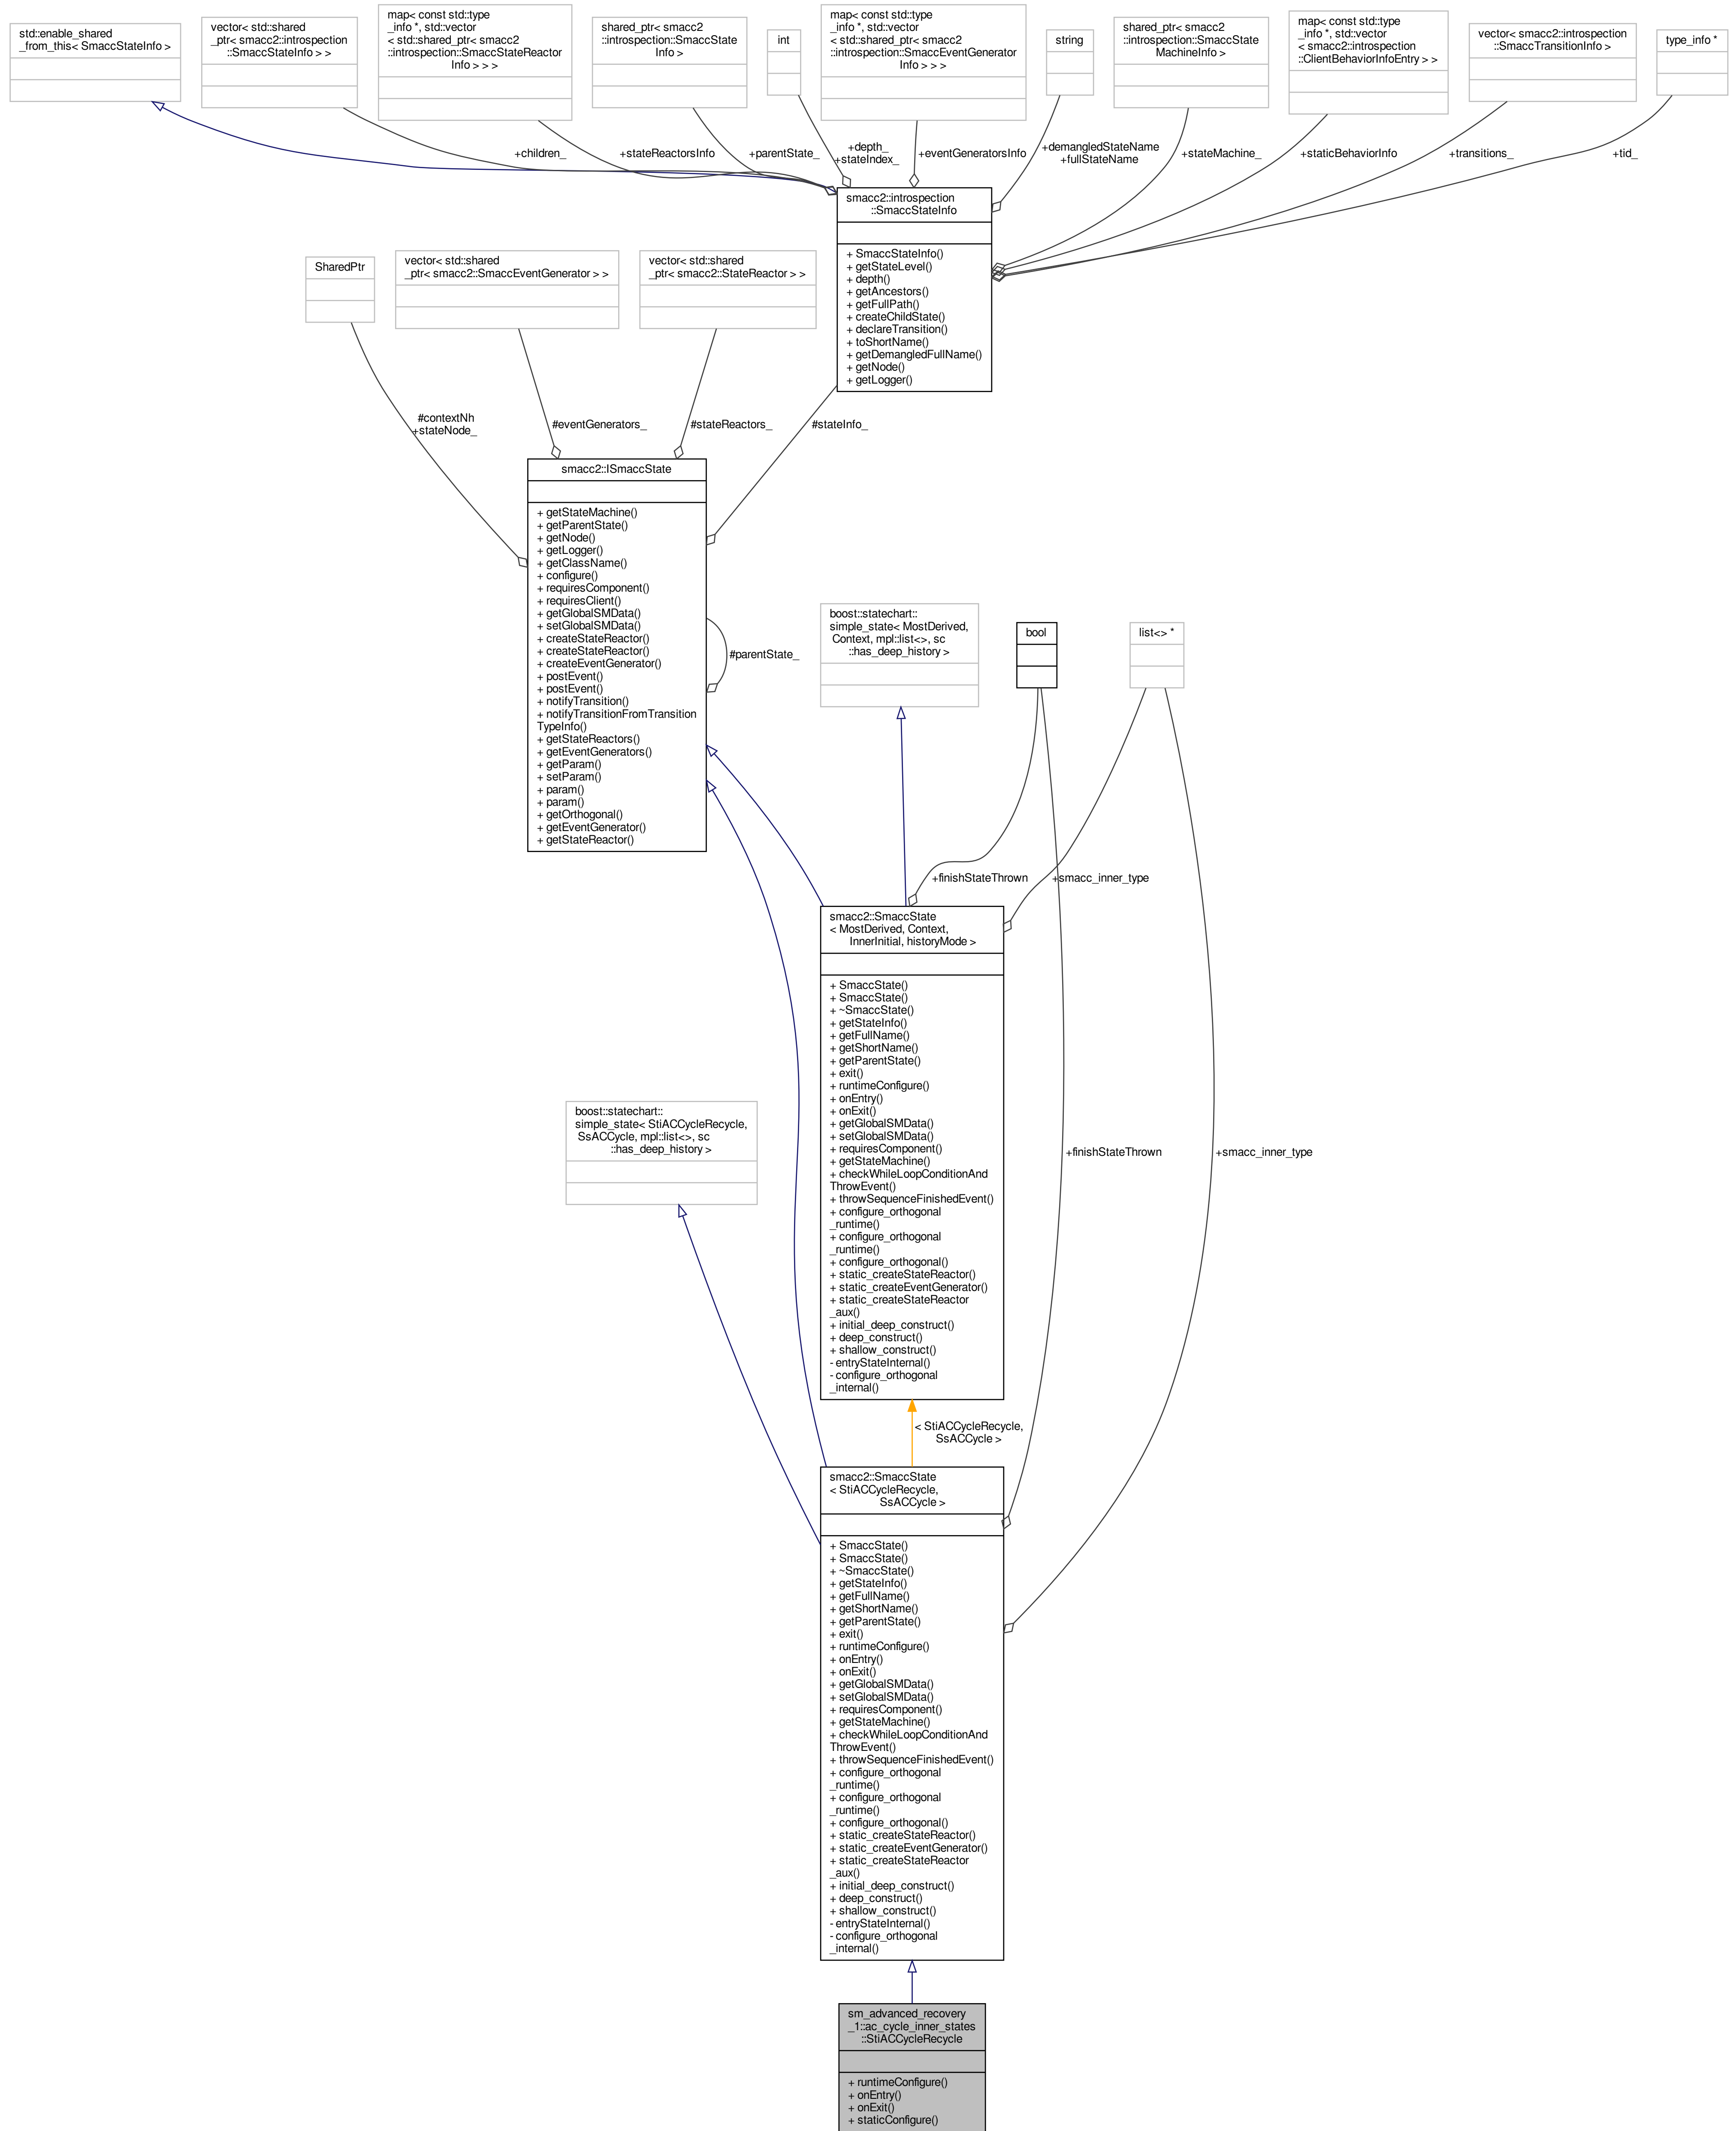 std::enable_shared
_from_this< SmaccStateInfo >
vector< std::shared
_ptr< smacc2::introspection
::SmaccStateInfo > >
map< const std::type
_info *, std::vector
< std::shared_ptr< smacc2
::introspection::SmaccStateReactor
Info > > >
shared_ptr< smacc2
::introspection::SmaccState
Info >
int
map< const std::type
_info *, std::vector
< std::shared_ptr< smacc2
::introspection::SmaccEventGenerator
Info > > >
string
shared_ptr< smacc2
::introspection::SmaccState
MachineInfo >
map< const std::type
_info *, std::vector
< smacc2::introspection
::ClientBehaviorInfoEntry > >
vector< smacc2::introspection
::SmaccTransitionInfo >
type_info *
+children_
+stateReactorsInfo
+parentState_
+depth_
+stateIndex_
+eventGeneratorsInfo
+demangledStateName
+fullStateName
+stateMachine_
+staticBehaviorInfo
+transitions_
+tid_
smacc2::introspection
::SmaccStateInfo
+ SmaccStateInfo()
+ getStateLevel()
+ depth()
+ getAncestors()
+ getFullPath()
+ createChildState()
+ declareTransition()
+ toShortName()
+ getDemangledFullName()
+ getNode()
+ getLogger()
SharedPtr
vector< std::shared
_ptr< smacc2::SmaccEventGenerator > >
vector< std::shared
_ptr< smacc2::StateReactor > >
#contextNh
+stateNode_
#eventGenerators_
#stateReactors_
#stateInfo_
smacc2::ISmaccState
+ getStateMachine()
+ getParentState()
+ getNode()
+ getLogger()
+ getClassName()
+ configure()
+ requiresComponent()
+ requiresClient()
+ getGlobalSMData()
+ setGlobalSMData()
+ createStateReactor()
+ createStateReactor()
+ createEventGenerator()
+ postEvent()
+ postEvent()
+ notifyTransition()
+ notifyTransitionFromTransition
TypeInfo()
+ getStateReactors()
+ getEventGenerators()
+ getParam()
+ setParam()
+ param()
+ param()
+ getOrthogonal()
+ getEventGenerator()
+ getStateReactor()
#parentState_
boost::statechart::
simple_state< MostDerived,
Context, mpl::list<>, sc
::has_deep_history >
bool
list<> *
+finishStateThrown
+smacc_inner_type
smacc2::SmaccState
< MostDerived, Context,
InnerInitial, historyMode >
+ SmaccState()
+ SmaccState()
+ ~SmaccState()
+ getStateInfo()
+ getFullName()
+ getShortName()
+ getParentState()
+ exit()
+ runtimeConfigure()
+ onEntry()
+ onExit()
+ getGlobalSMData()
+ setGlobalSMData()
+ requiresComponent()
+ getStateMachine()
+ checkWhileLoopConditionAnd
ThrowEvent()
+ throwSequenceFinishedEvent()
+ configure_orthogonal
_runtime()
+ configure_orthogonal
_runtime()
+ configure_orthogonal()
+ static_createStateReactor()
+ static_createEventGenerator()
+ static_createStateReactor
_aux()
+ initial_deep_construct()
+ deep_construct()
+ shallow_construct()
- entryStateInternal()
- configure_orthogonal
_internal()
boost::statechart::
simple_state< StiACCycleRecycle,
SsACCycle, mpl::list<>, sc
::has_deep_history >
+finishStateThrown
+smacc_inner_type
< StiACCycleRecycle,
SsACCycle >
smacc2::SmaccState
< StiACCycleRecycle,
SsACCycle >
+ SmaccState()
+ SmaccState()
+ ~SmaccState()
+ getStateInfo()
+ getFullName()
+ getShortName()
+ getParentState()
+ exit()
+ runtimeConfigure()
+ onEntry()
+ onExit()
+ getGlobalSMData()
+ setGlobalSMData()
+ requiresComponent()
+ getStateMachine()
+ checkWhileLoopConditionAnd
ThrowEvent()
+ throwSequenceFinishedEvent()
+ configure_orthogonal
_runtime()
+ configure_orthogonal
_runtime()
+ configure_orthogonal()
+ static_createStateReactor()
+ static_createEventGenerator()
+ static_createStateReactor
_aux()
+ initial_deep_construct()
+ deep_construct()
+ shallow_construct()
- entryStateInternal()
- configure_orthogonal
_internal()
sm_advanced_recovery
_1::ac_cycle_inner_states
::StiACCycleRecycle
+ runtimeConfigure()
+ onEntry()
+ onExit()
+ staticConfigure()